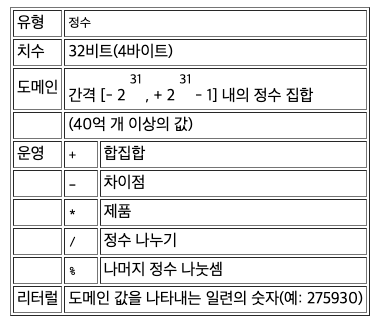 유형 정수
치수 32비트(4바이트)
도메인 간격 [- 2 31 , + 2 31 - 1] 내의 정수 집합
(40억 개 이상의 값)
운영 + 합집합
- 차이점
* 제품
/ 정수 나누기
% 나머지 정수 나눗셈
리터럴 도메인 값을 나타내는 일련의 숫자(예: 275930)